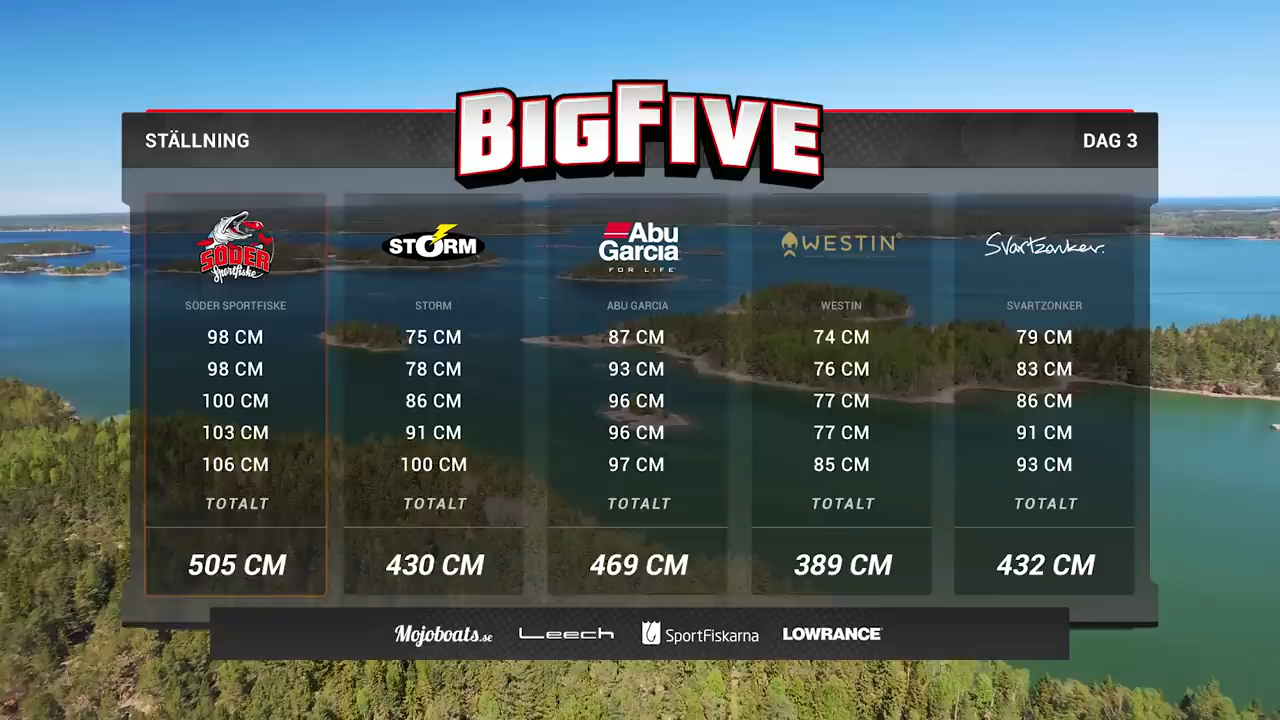 BIGFIVE
STÄLLNING
DAG 3
SÖDER
Sportfiske
SÖDER SPORTFISKE
98 CM
98 CM
100 CM
103 CM
106 CM
TOTALT
505 CM
STORM
STORM
75 CM
78 CM
86 CM
91 CM
100 CM
TOTALT
430 CM
Abu
Garcia
FOR LIFE
ABU GARCIA
87 CM
93 CM
96 CM
96 CM
97 CM
TOTALT
469 CM
WESTIN
WESTIN
74 CM
76 CM
77 CM
77 CM
85 CM
TOTALT
389 CM
Svartzonker.
SVARTZONKER
79 CM
83 CM
86 CM
91 CM
93 CM
TOTALT
432 CM
Mojoboats.se Leech SportFiskarna LOWRANCE